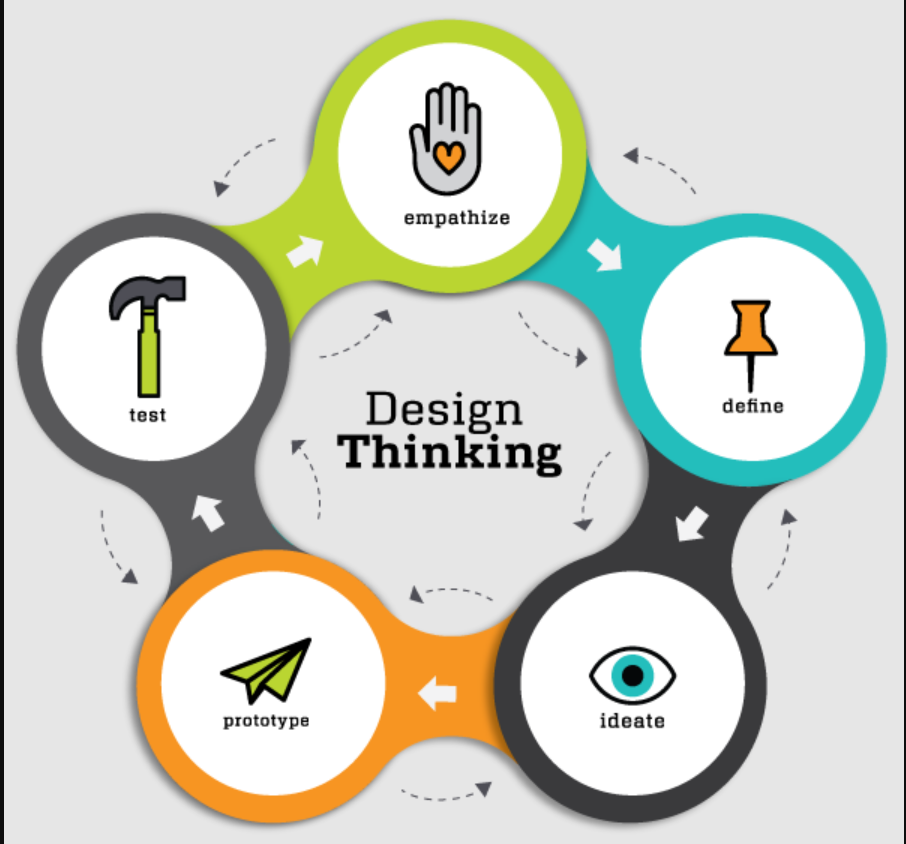 empathize
define
ideate
prototype
test
Design
Thinking